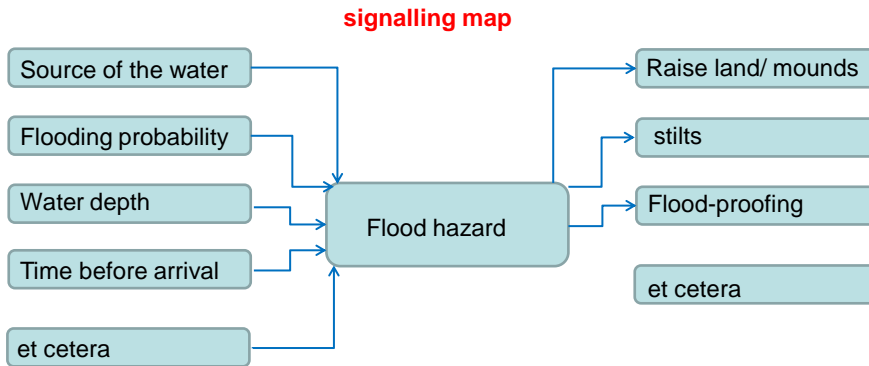 signalling map
Source of the water
Flooding probability
Water depth
Time before arrival
et cetera
Flood hazard
Raise land/ mounds
stilts
Flood-proofing
et cetera